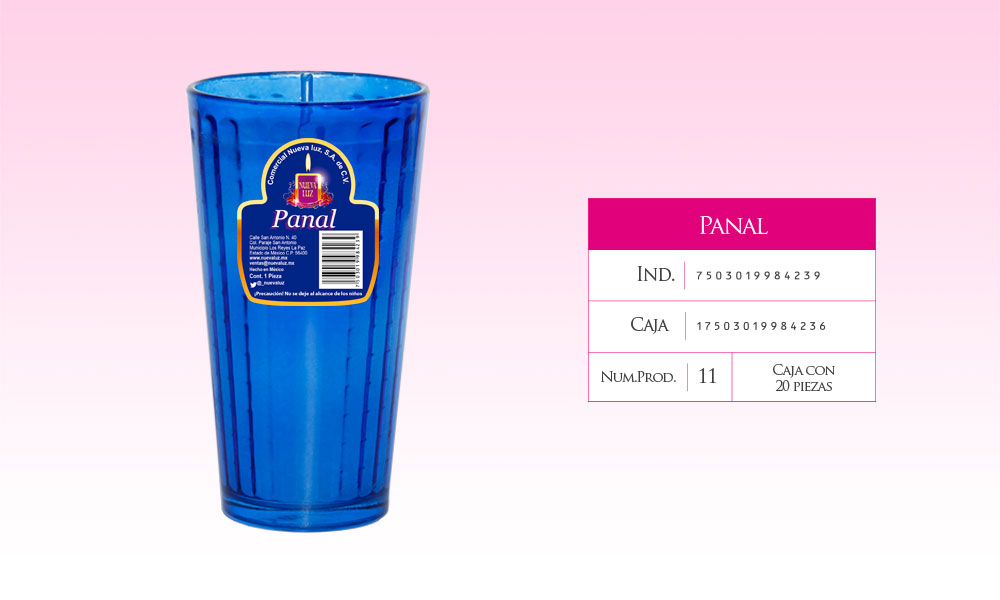 Comercial Nueva luz, S.A. de C.V.
NUEVA
LUZ
Panal
Calle San Antonio N. 40
Col. Paraje San Antonio
Municipio Los Reyes La Paz
Estado de México C.P. 56400
www.nuevaluz.mx
ventas@nuevaluz.mx
Hecho en México
Cont. 1 Pieza
@_nuevaluz
7503019984239
¡Precaución! No se deje al alcance de los niños
PANAL
IND. 7503019984239
CAJA 17503019984236
NUM.PROD. 11
CAJA CON
20 PIEZAS